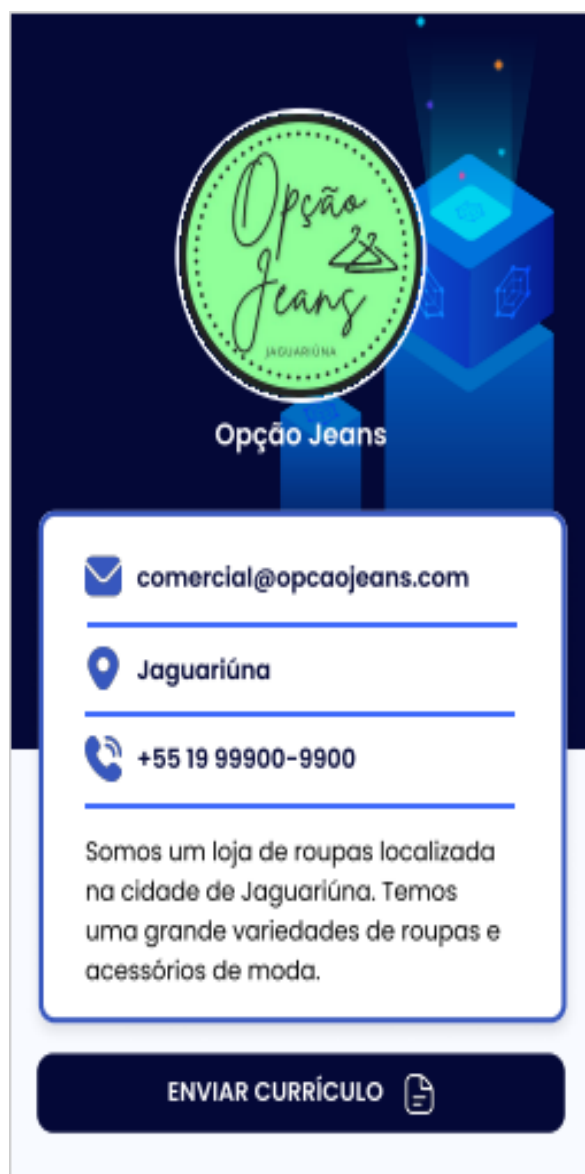 Opção
Jeans
JAGUARIÚNA
Opção Jeans
comercial@opcaojeans.com
Jaguariúna
+55 19 99900-9900
Somos um loja de roupas localizada
na cidade de Jaguariúna. Temos
uma grande variedades de roupas e
acessórios de moda.
ENVIAR CURRÍCULO